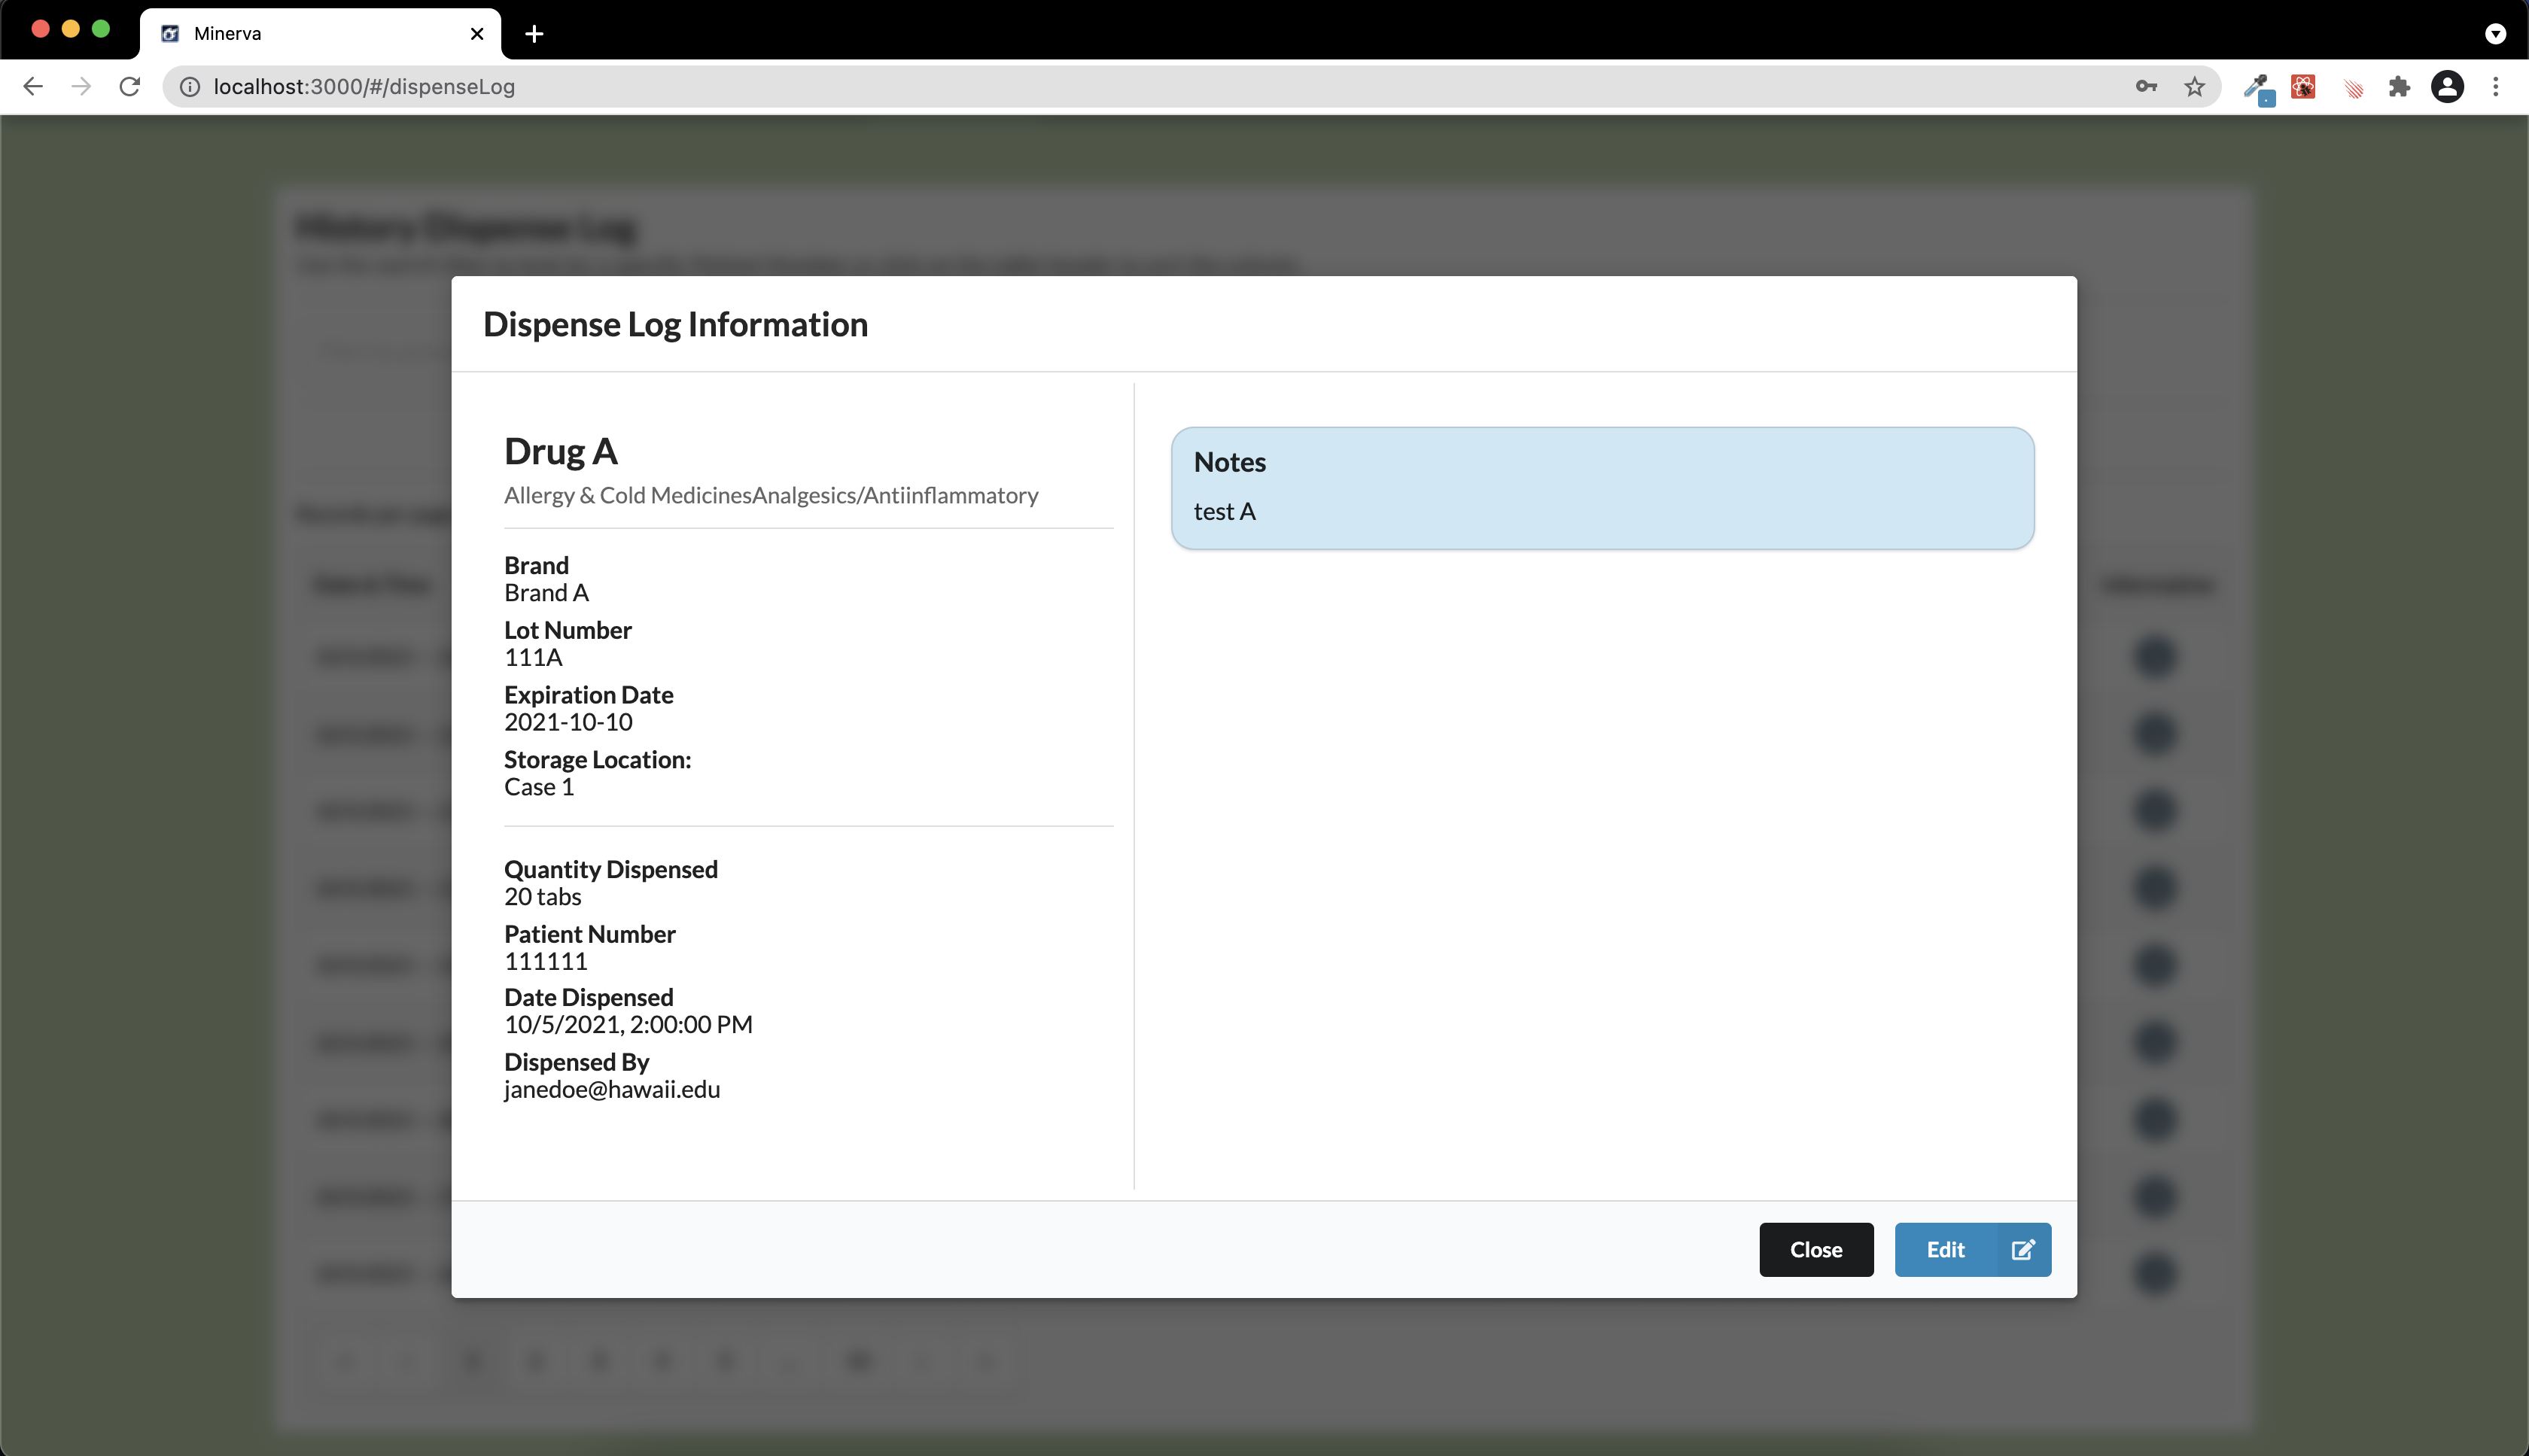 Minerva
localhost:3000/#/dispenseLog
History Dispense Log
Dispense Log Information
Drug A
Allergy & Cold MedicinesAnalgesics/Antiinflammatory
Brand
Brand A
Lot Number
111A
Expiration Date
2021-10-10
Storage Location:
Case 1
Quantity Dispensed
20 tabs
Patient Number
111111
Date Dispensed
10/5/2021, 2:00:00 PM
Dispensed By
janedoe@hawaii.edu
Notes
test A
Close
Edit